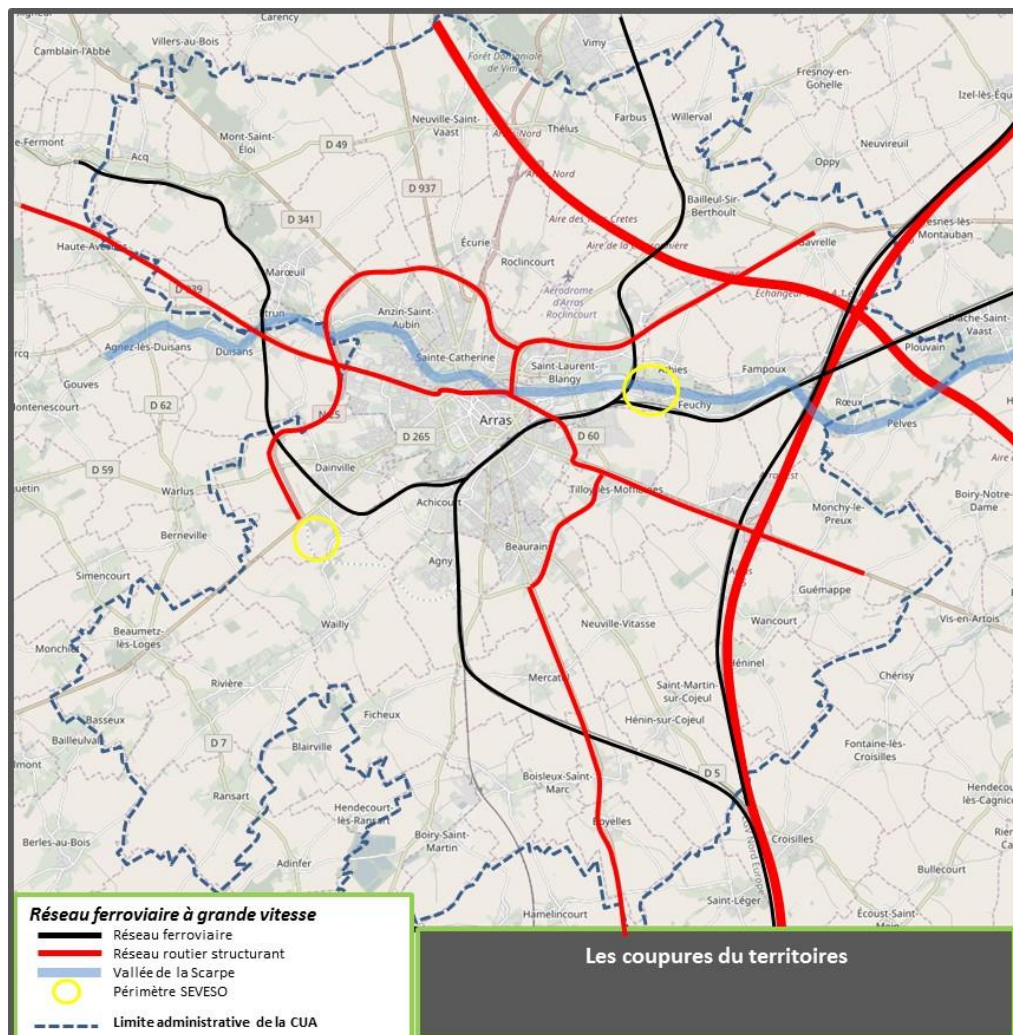 Carency
Villers-au-Bois
Camblain-l'Abbé
Vimy
Forêt Domaniale
de Vimy
Fresnoy-en-
Gohelle
Izel-lès-Équ
Neuville-Saint-
Vaast
Thélus
Farbus
Willerval
Neuvireuil
Mont-Saint-
Éloi
D 49
e-Fermont
Acq
Oppy
D 937
Bailleul-Sir-
Berthoult
D 341
Écurie
Gavrelle
Haute-Avesnes
Roclincourt
Marœuil
Aérodrome
d'Arras
Roclincourt
Anzin-Saint-
Aubin
Agnez-lès-Duisans
Duisans
Sainte-Catherine
Saint-Laurent-
Blangy
Fampoux
Plouvain
Gouves
Feuchy
Rœux
D 62
N 25
Arras
Pelves
D 265
D 60
Dainville
D 59
Warlus
Achicourt
Tilloy-lès-Mofflaines
Monchy-le-
Preux
Boiry-Notre-
Dame
Berneville
Agny
Beaurain
Simencourt
Guémappe
Wailly
Neuville-Vitasse
Wancourt
Vis-en-Artois
Beaumetz-
lès-Loges
Monchiet
Héninel
Rivière
Mercatel
Saint-Martin
sur-Cojeul
Chérisy
Basseux
Ficheux
Hénin-sur-Cojeul
Bailleulval
D 7
Blairville
Fontaine-lès-
Croisilles
D 5
Ransart
Boisleux-Saint-
Marc
Hendecourt-
lès-Ransart
Boyelles
Croisilles
Berles-au-Bois
Boiry-Saint-
Martin
Bullecourt
Adinfer
Saint-Léger
Hamelincourt
Écoust-Saint-
Mein
Réseau ferroviaire à grande vitesse
Réseau ferroviaire
Réseau routier structurant
Vallée de la Scarpe
Périmètre SEVESO
Limite administrative de la CUA
Les coupures du territoires